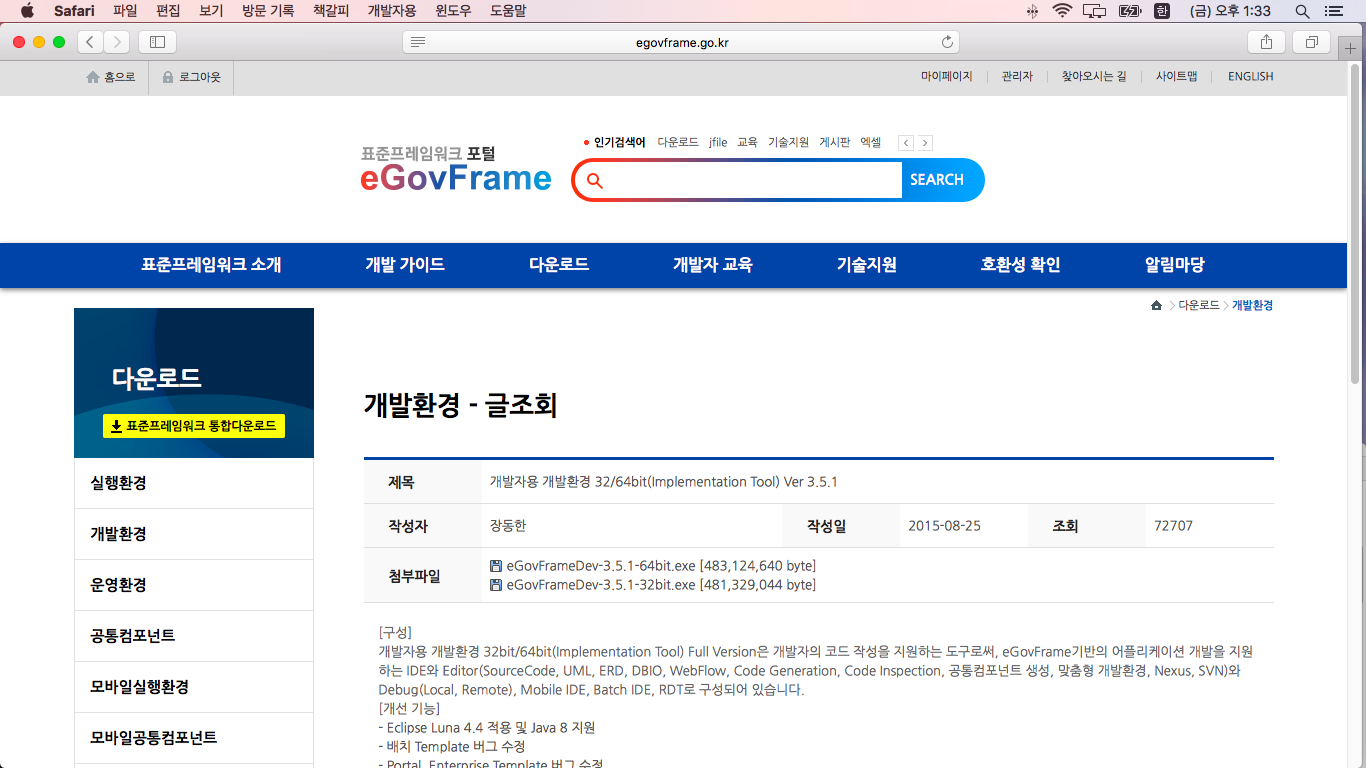 Safari 파일 편집 보기 방문 기록 책갈피 개발자용 윈도우 도움말 한 (금) 오후 1:33
egovframe.go.kr
홈으로 로그아웃 마이페이지 관리자 찾아오시는 길 사이트맵 ENGLISH
인기검색어 다운로드 jfile 교육 기술지원 게시판 엑셀
표준프레임워크 포털
eGovFrame
SEARCH
표준프레임워크 소개 개발 가이드 다운로드 개발자 교육 기술지원 호환성 확인 알림마당
다운로드 개발환경
다운로드
표준프레임워크 통합다운로드
실행환경
개발환경
운영환경
공통컴포넌트
모바일실행환경
모바일공통컴포넌트
개발환경 - 글조회
제목 개발자용 개발환경 32/64bit(Implementation Tool) Ver 3.5.1
작성자 장동한 작성일 2015-08-25 조회 72707
첨부파일
eGovFrameDev-3.5.1-64bit.exe [483,124,640 byte]
eGovFrameDev-3.5.1-32bit.exe [481,329,044 byte]
[구성]
개발자용 개발환경 32bit/64bit(Implementation Tool) Full Version은 개발자의 코드 작성을 지원하는 도구로써, eGovFrame기반의 어플리케이션 개발을 지원
하는 IDE와 Editor(SourceCode, UML, ERD, DBIO, WebFlow, Code Generation, Code Inspection, 공통컴포넌트 생성, 맞춤형 개발환경, Nexus, SVN)와
Debug(Local, Remote), Mobile IDE, Batch IDE, RDT로 구성되어 있습니다.
[개선 기능]
- Eclipse Luna 4.4 적용 및 Java 8 지원
- 배치 Template 버그 수정
- Portal, Enterprise Template 버그 수정